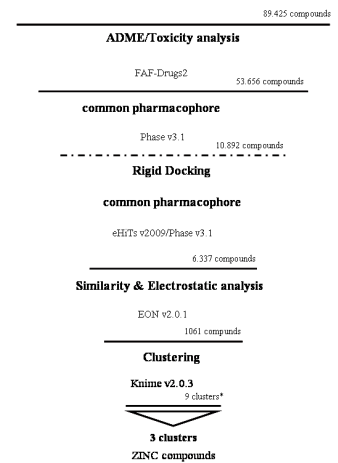 89.425 compounds
ADME/Toxicity analysis
FAF-Drugs2
53.656 compounds
common pharmacophore
Phase v3.1
10.892 compounds
Rigid Docking
common pharmacophore
eHiTs v2009/Phase v3.1
6.337 compounds
Similarity & Electrostatic analysis
EON v2.0.1
1061 compunds
Clustering
Knime v2.0.3
9 clusters*
3 clusters
ZINC compounds